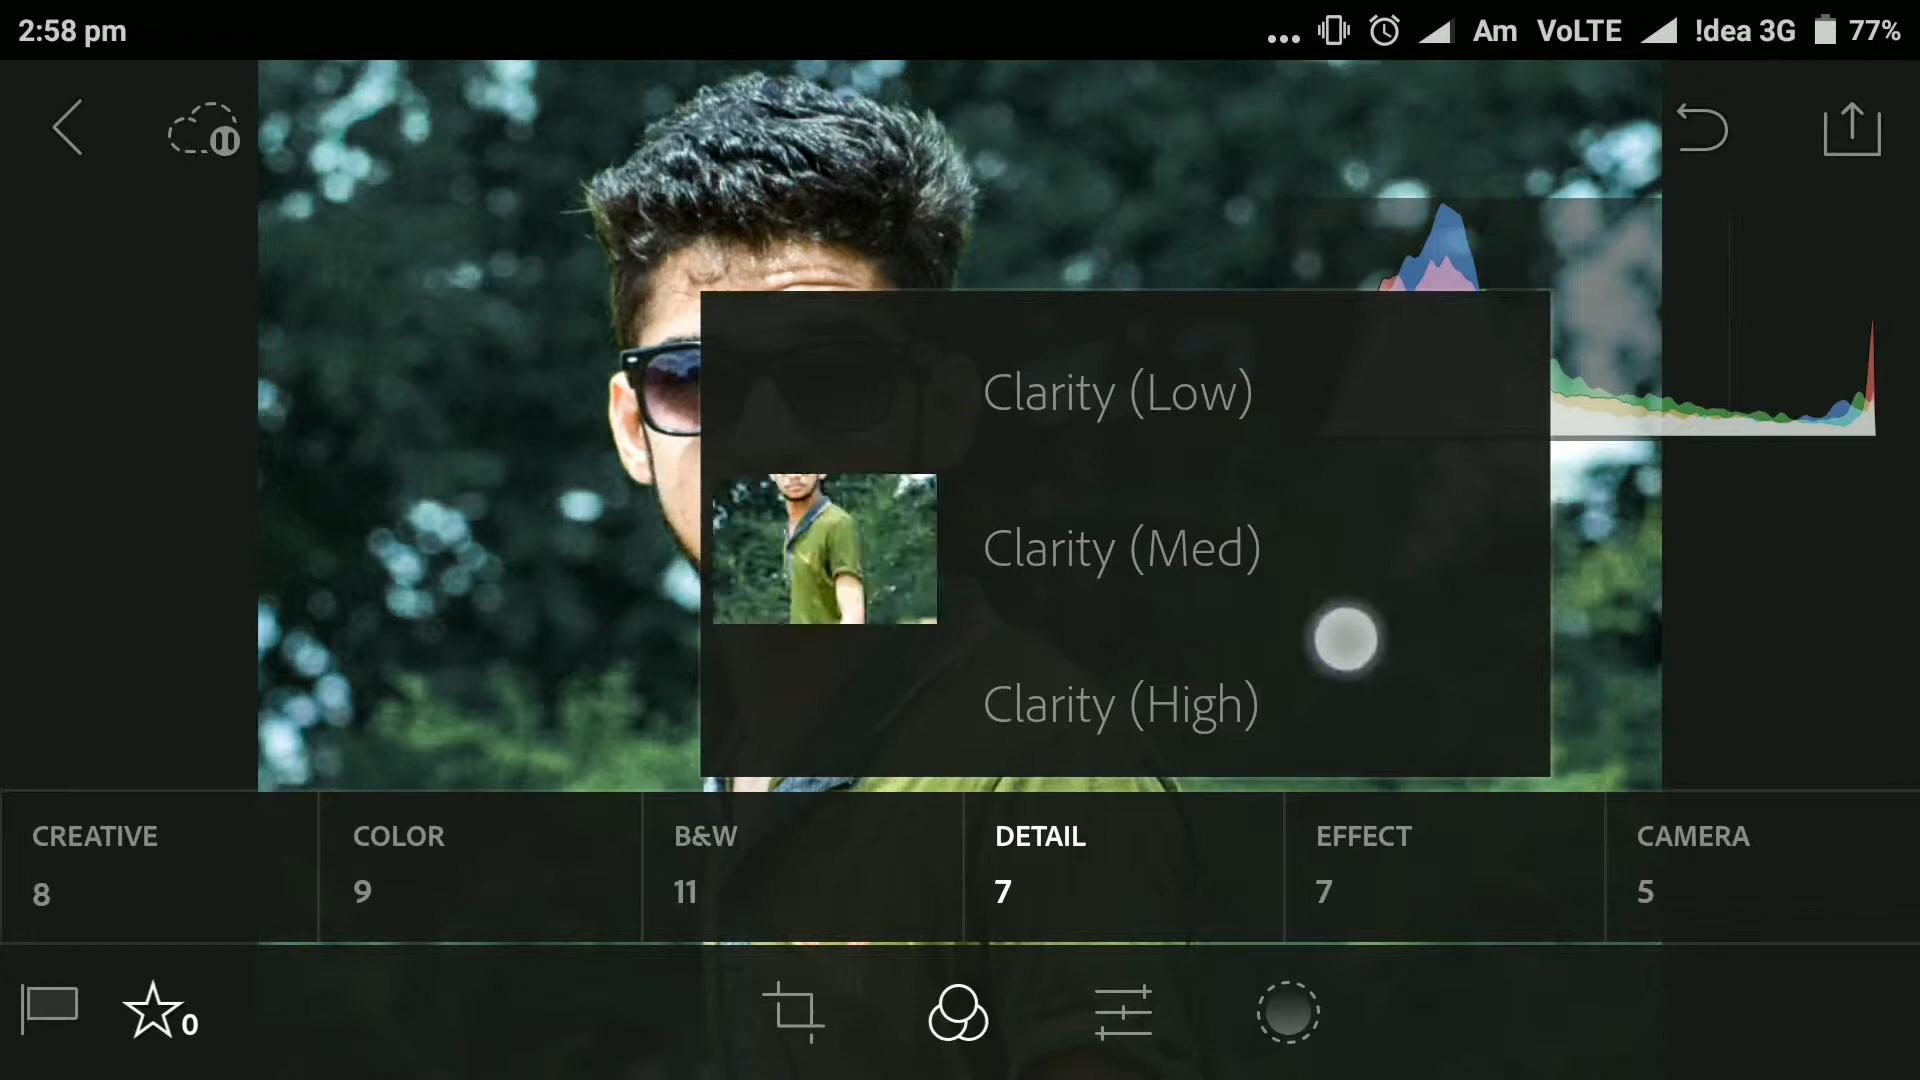 2:58 pm
... Am VoLTE !dea 3G 77%
Clarity (Low)
Clarity (Med)
Clarity (High)
CREATIVE COLOR B&W DETAIL EFFECT CAMERA
8 9 11 7 7 5
0